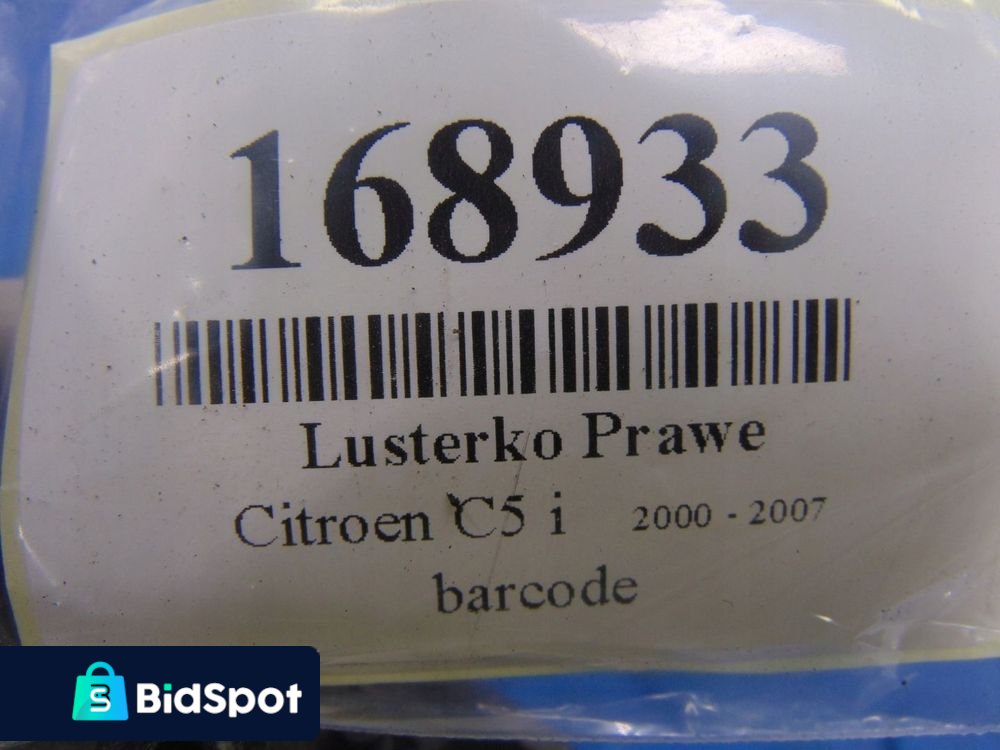 168933
Lusterko Prawe
Citroen C5 i 2000 - 2007
barcode
S BidSpot